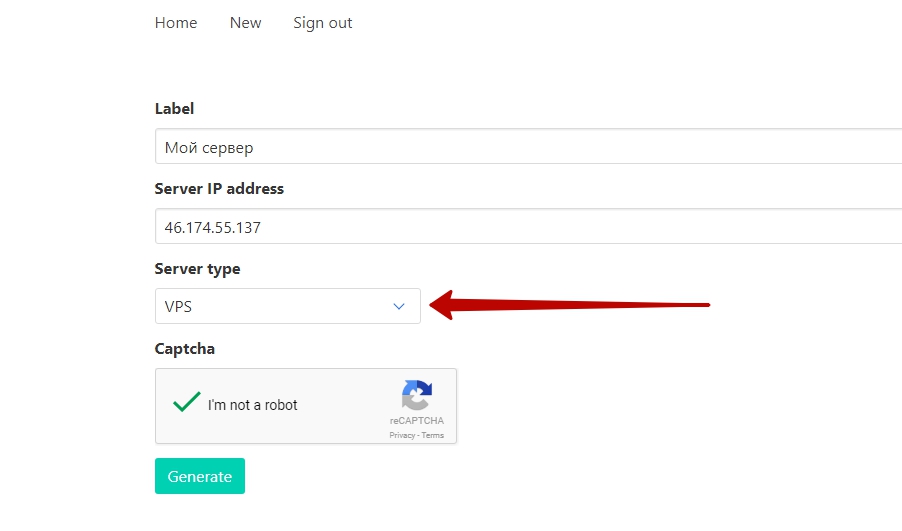 Home New Sign out
Label
Мой сервер
Server IP address
46.174.55.137
Server type
VPS
Captcha
I'm not a robot
reCAPTCHA
Privacy - Terms
Generate